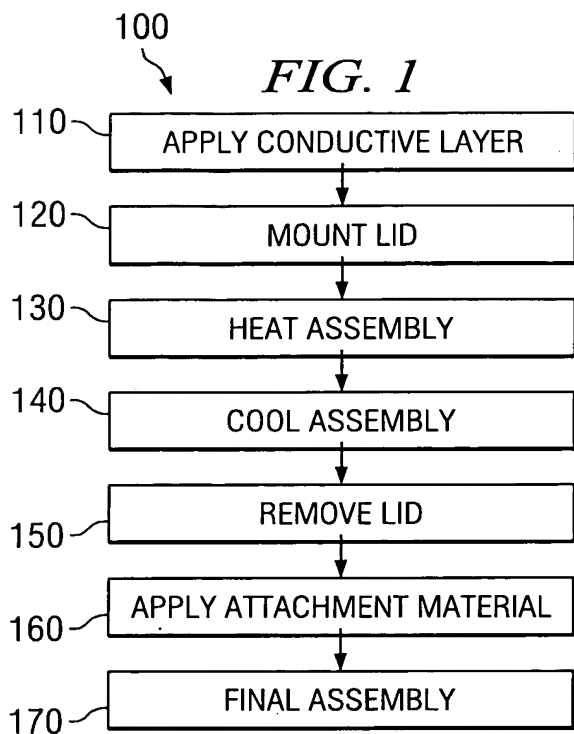 100
FIG. 1
110
APPLY CONDUCTIVE LAYER
120
MOUNT LID
130
HEAT ASSEMBLY
140
COOL ASSEMBLY
150
REMOVE LID
160
APPLY ATTACHMENT MATERIAL
170
FINAL ASSEMBLY